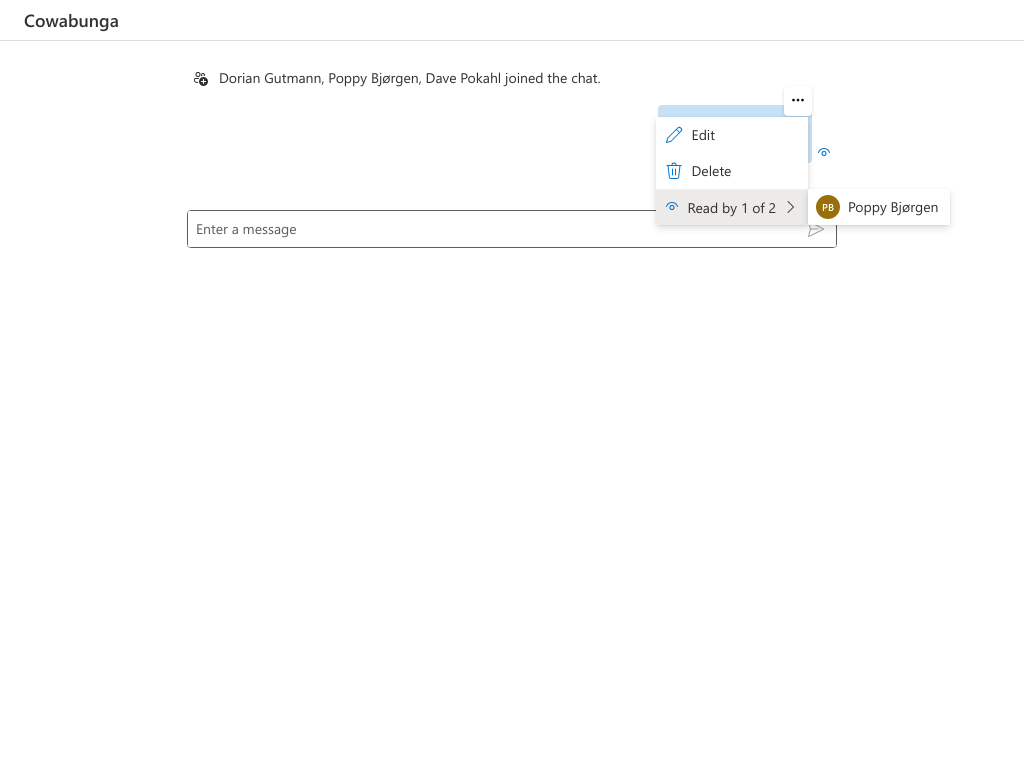 Cowabunga
Dorian Gutmann, Poppy Bjørgen, Dave Pokahl joined the chat.
Edit
Delete
Read by 1 of 2
PB Poppy Bjørgen
Enter a message